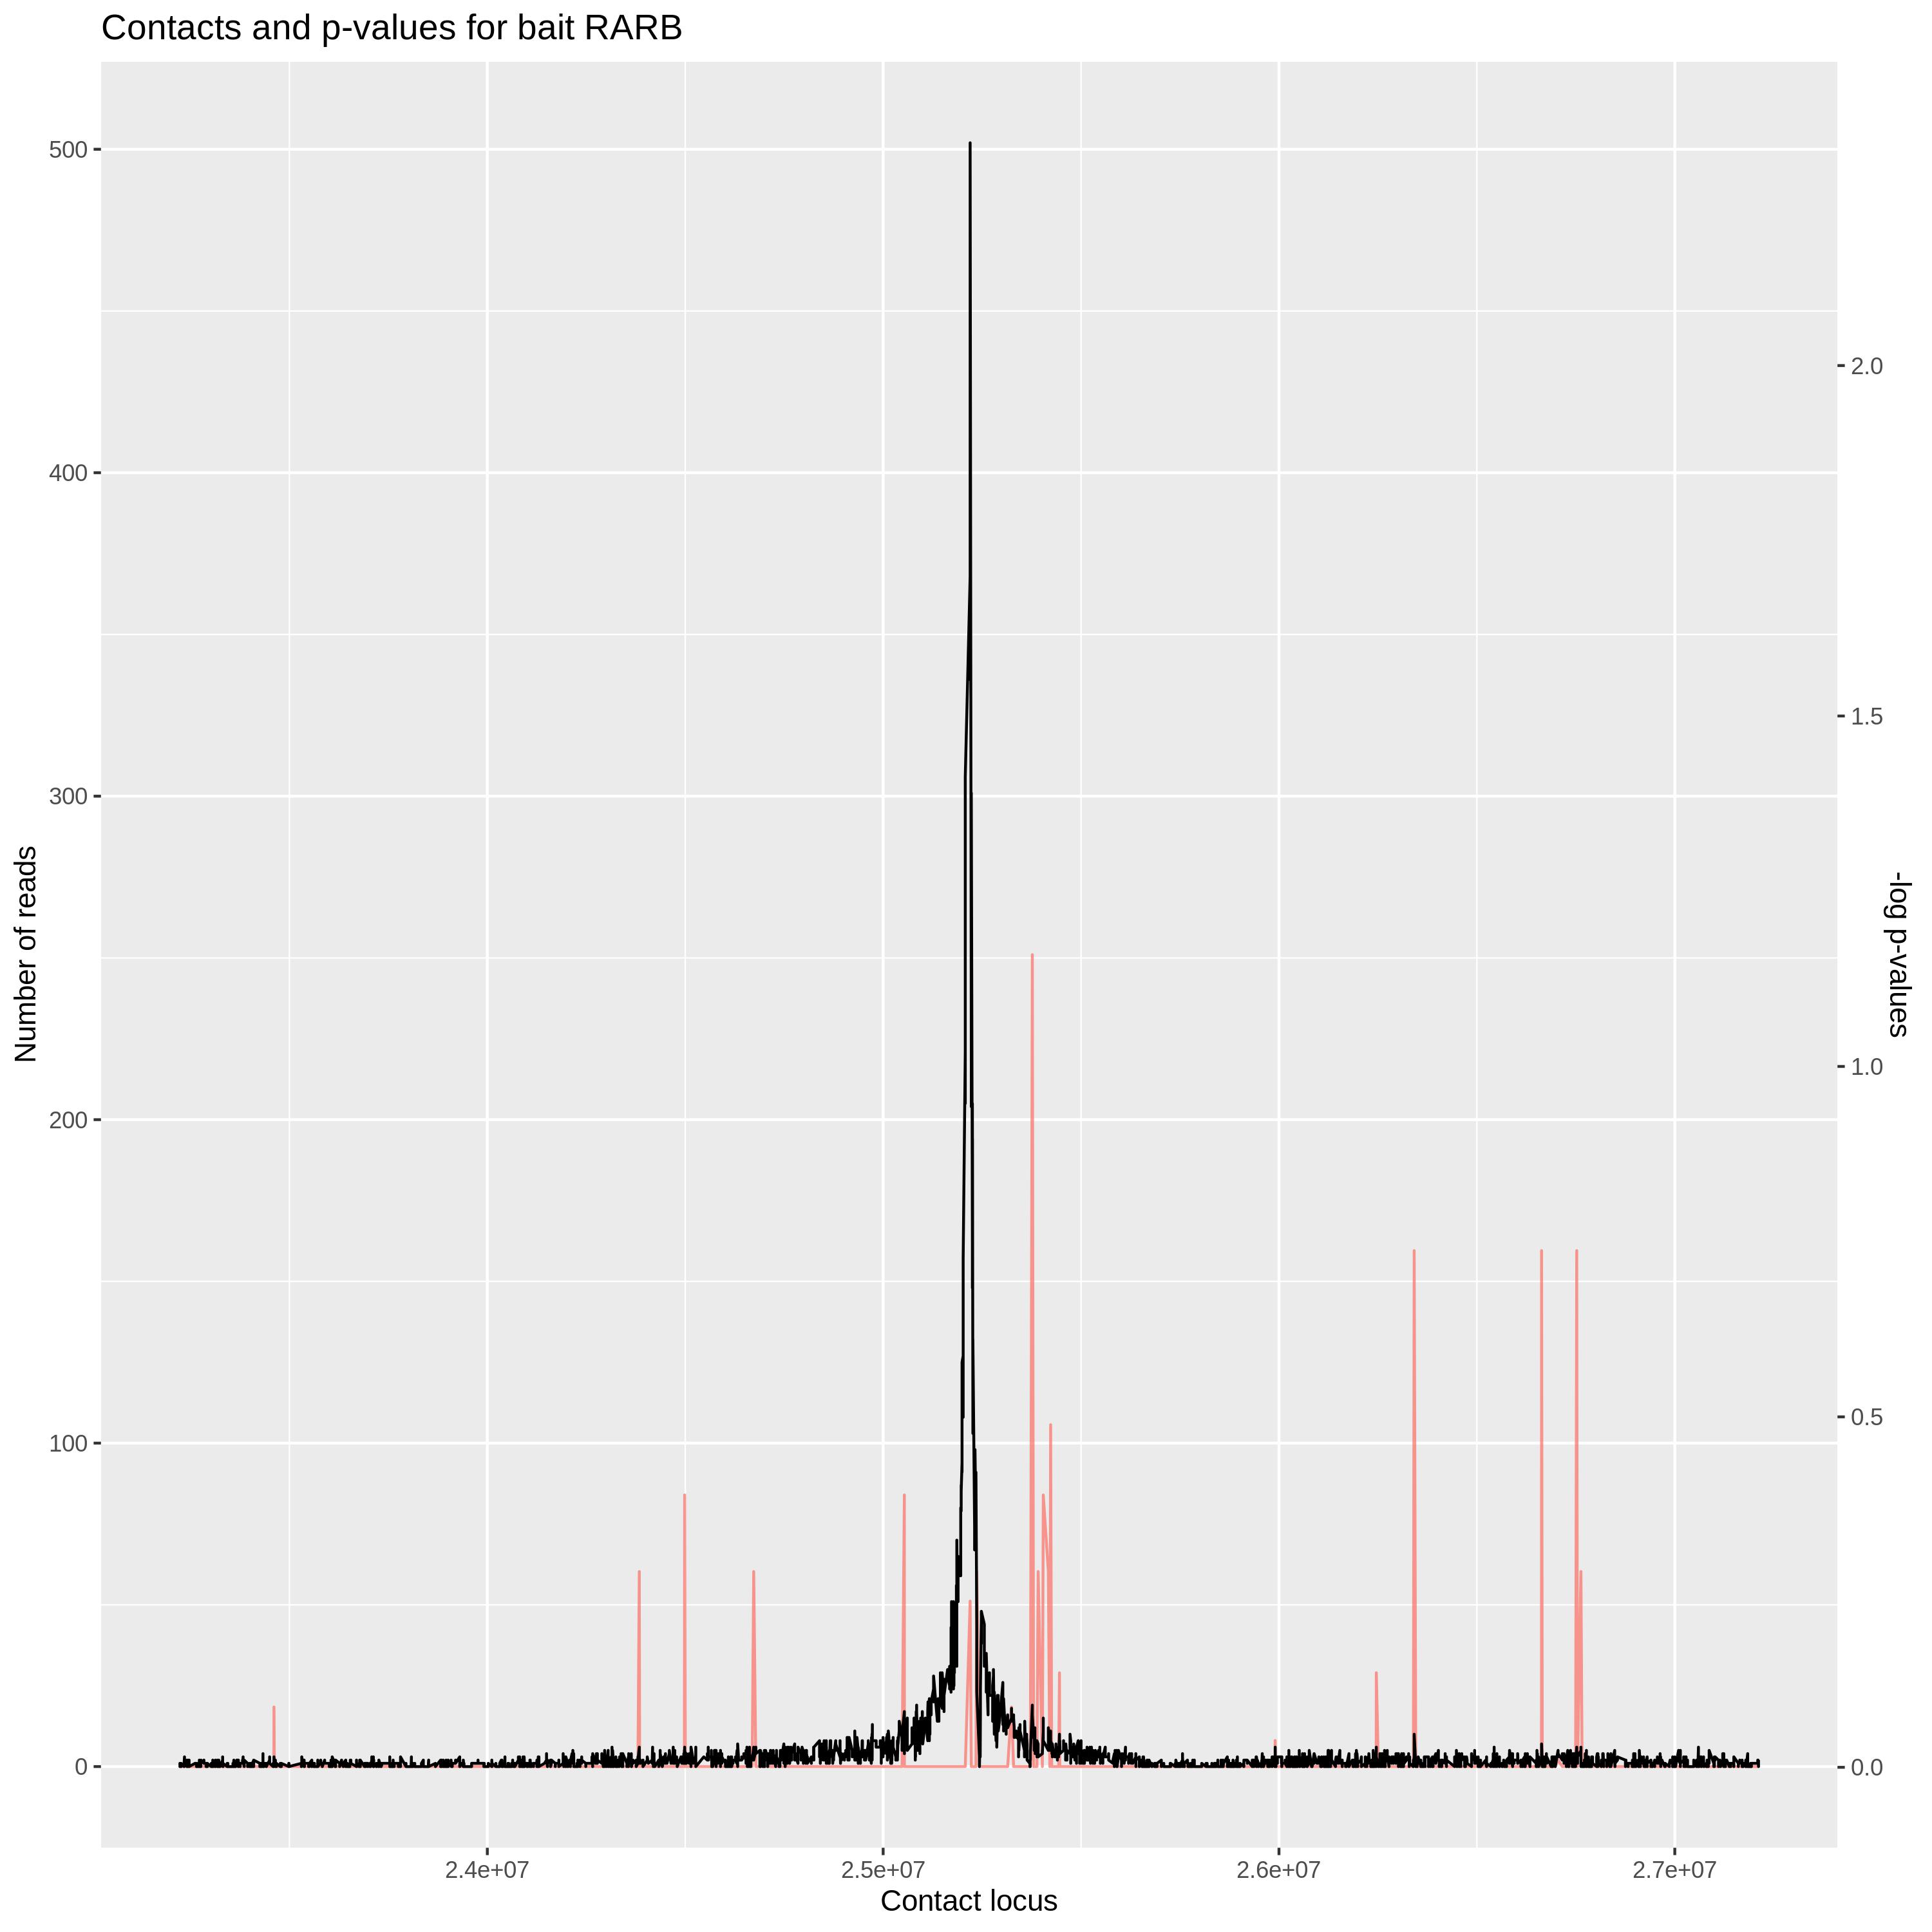 Contacts and p-values for bait RARB
Number of reads
500
400
300
200
100
0
2.0
1.5
1.0
0.5
0.0
-log p-values
2.4e+07
2.5e+07
2.6e+07
2.7e+07
Contact locus